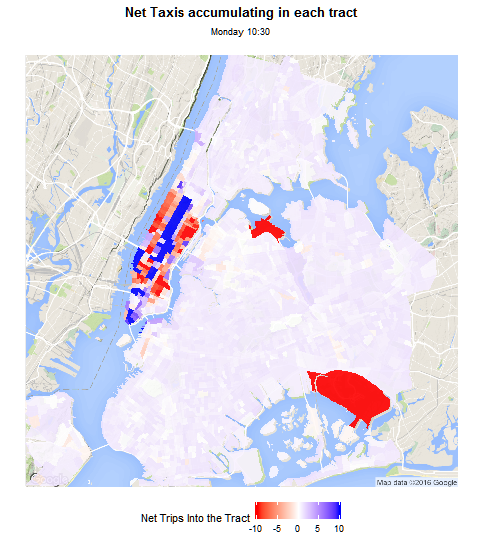 Net Taxis accumulating in each tract
Monday 10:30
Map data ©2016 Google
Net Trips Into the Tract
-10 -5 0 5 10